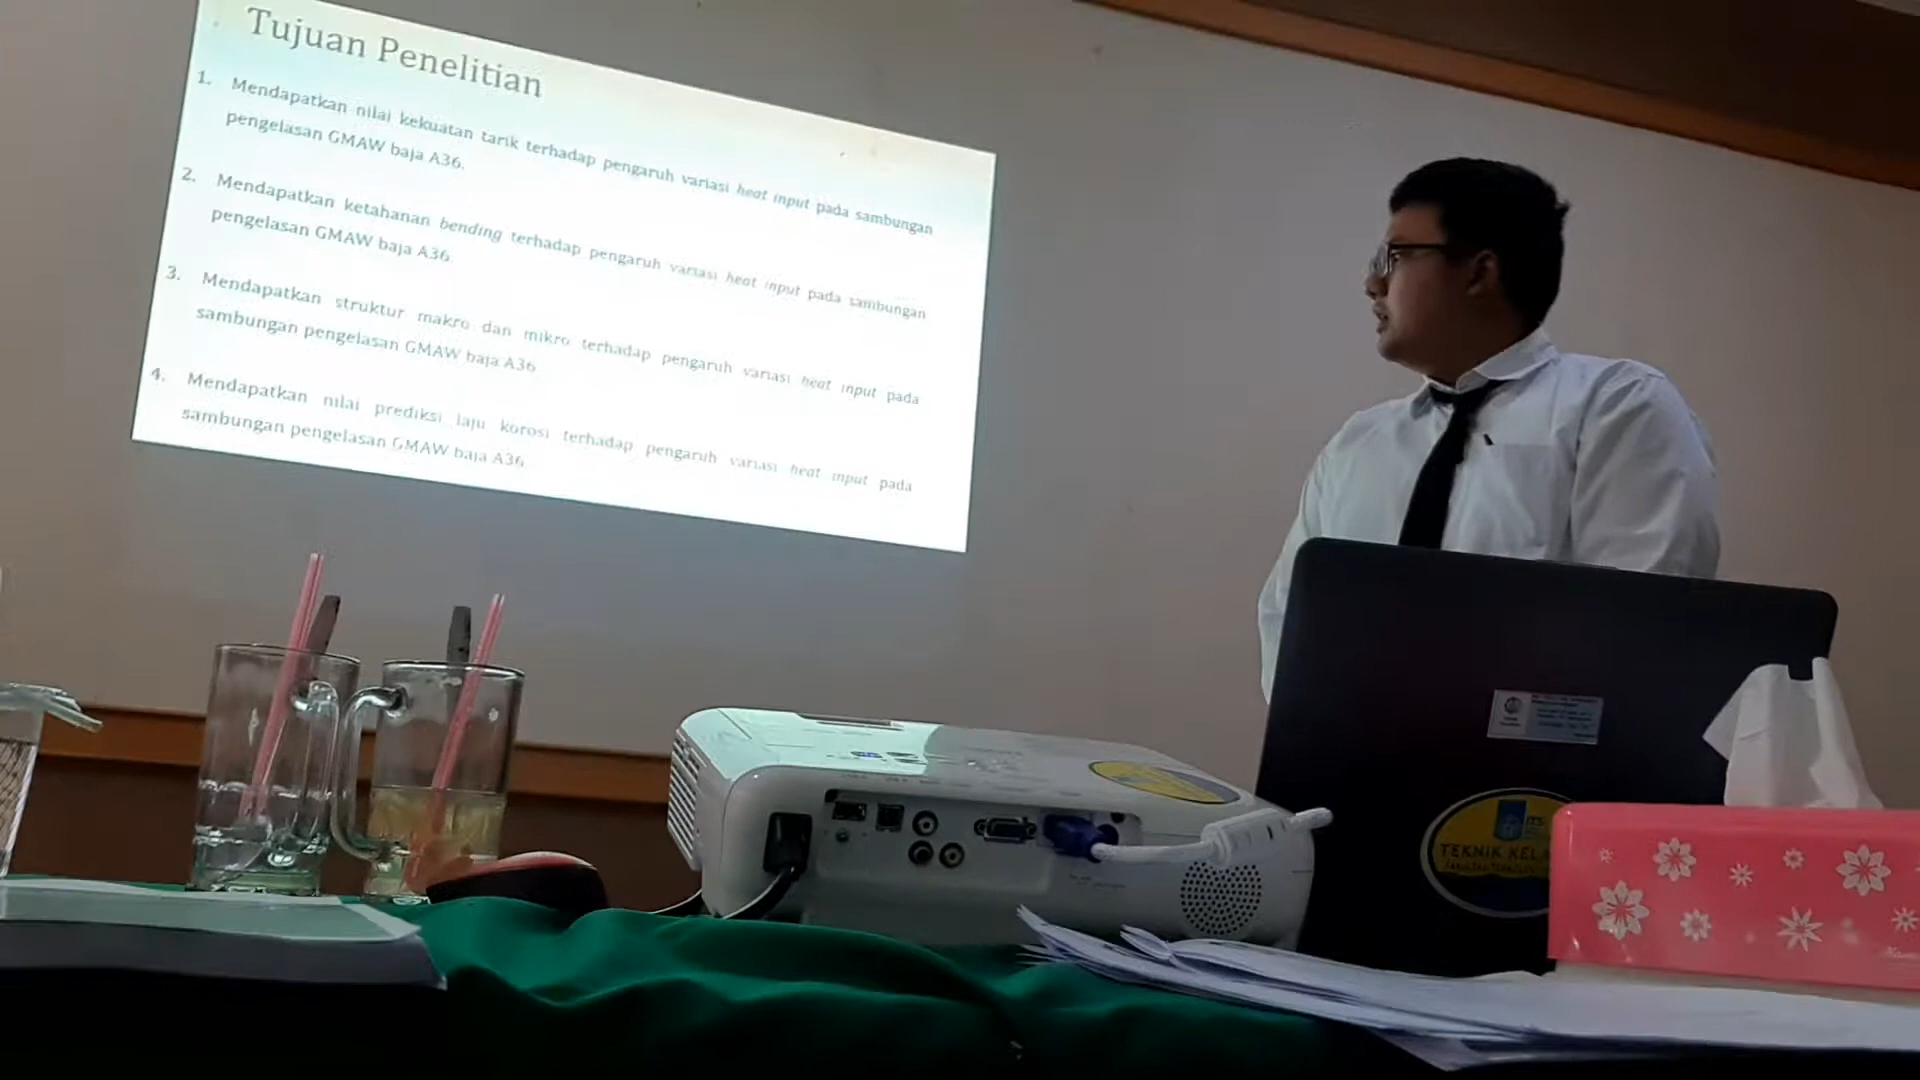 Tujuan Penelitian
1. Mendapatkan nilai kekuatan tarik terhadap pengaruh variasi heat input pada sambungan
pengelasan GMAW baja A36.
2. Mendapatkan ketahanan bending terhadap pengaruh variasi heat input pada sambungan
pengelasan GMAW baja A36
3. Mendapatkan struktur makro dan mikro terhadap pengaruh variasi heat input pada
sambungan pengelasan GMAW baja A36
4. Mendapatkan nilai prediksi laju korosi terhadap pengaruh variasi heat input pada
sambungan pengelasan GMAW baja A36
ITS
TEKNIK KELA